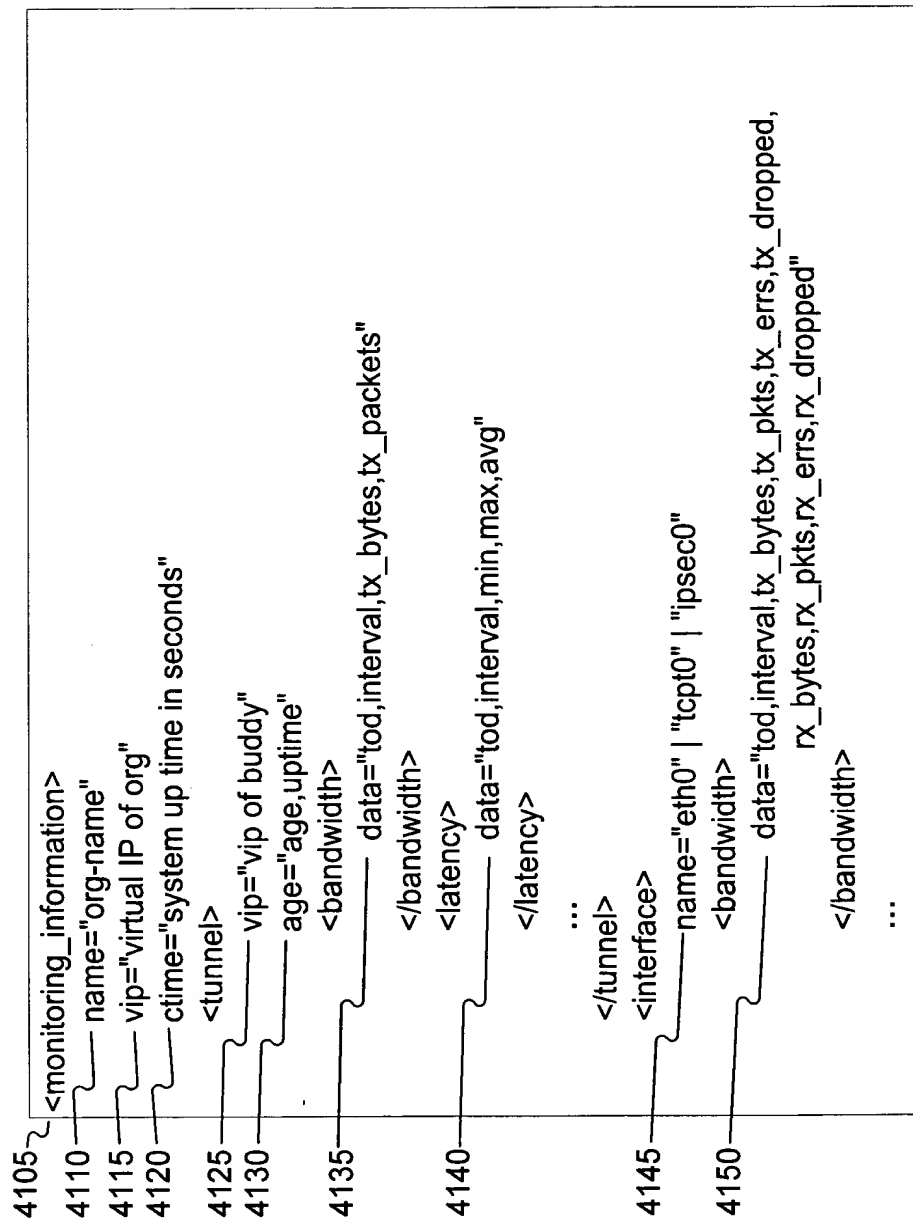 4105 <monitoring_information>
4110 name="org-name"
4115 vip="virtual IP of org"
4120 ctime="system up time in seconds"
<tunnel>
4125 vip="vip of buddy"
4130 age="age,uptime"
<bandwidth>
4135 data="tod,interval,tx_bytes,tx_packets"
</bandwidth>
<latency>
4140 data="tod,interval,min,max,avg"
</latency>
...
</tunnel>
<interface>
4145 name="eth0" | "tcpt0" | "ipsec0"
<bandwidth>
4150 data="tod,interval,tx_bytes,tx_pkts,tx_errs,tx_dropped,
rx_bytes,rx_pkts,rx_errs,rx_dropped"
</bandwidth>
...